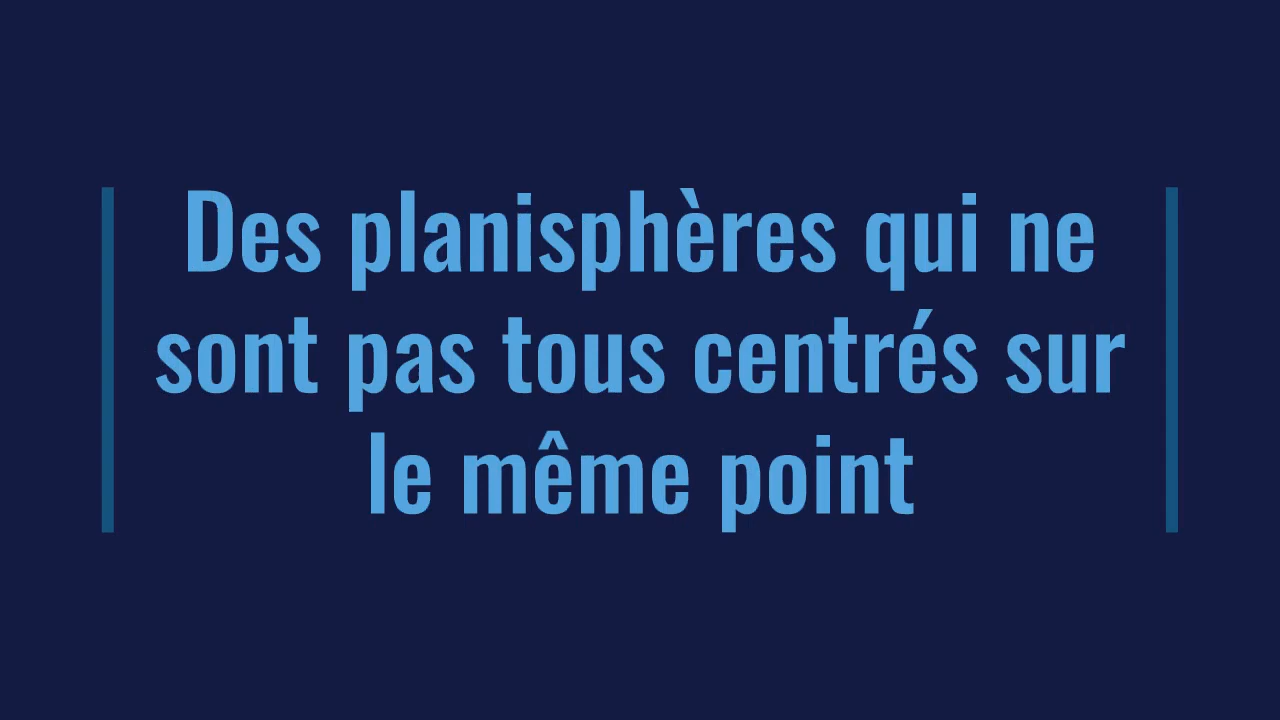 Des planisphères qui ne
sont pas tous centrés sur
le même point